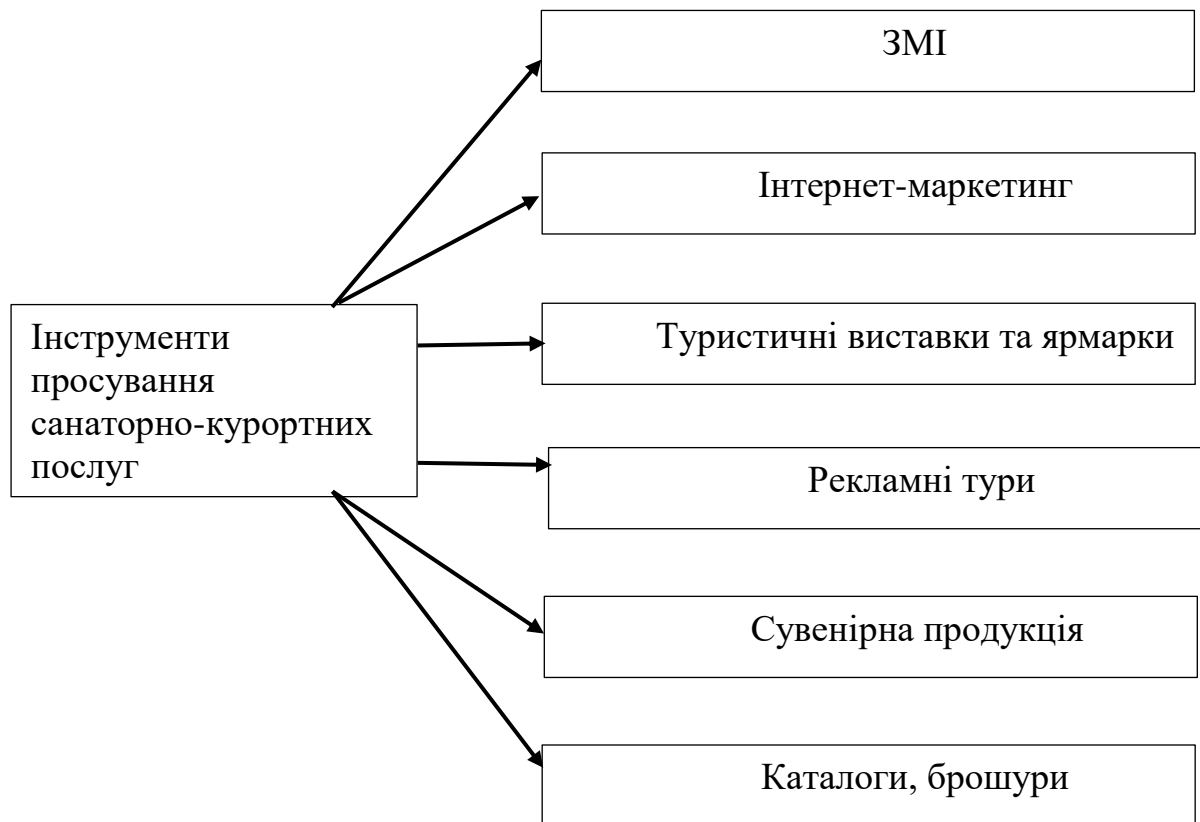 ЗМІ
Інтернет-маркетинг
Туристичні виставки та ярмарки
Інструменти
просування
санаторно-курортних
послуг
Рекламні тури
Сувенірна продукція
Каталоги, брошури